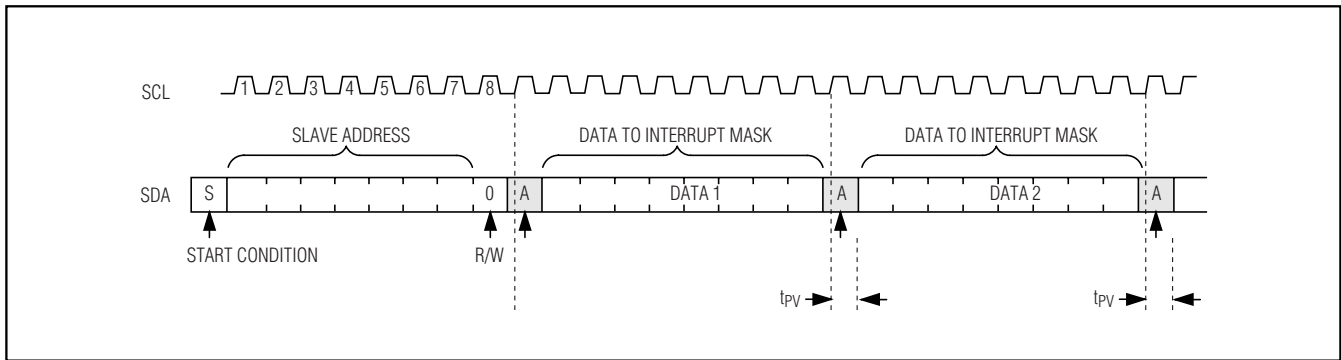 SCL 1 2 3 4 5 6 7 8
SLAVE ADDRESS DATA TO INTERRUPT MASK DATA TO INTERRUPT MASK
SDA S 0 A DATA 1 A DATA 2 A
START CONDITION R/W
tPV tPV